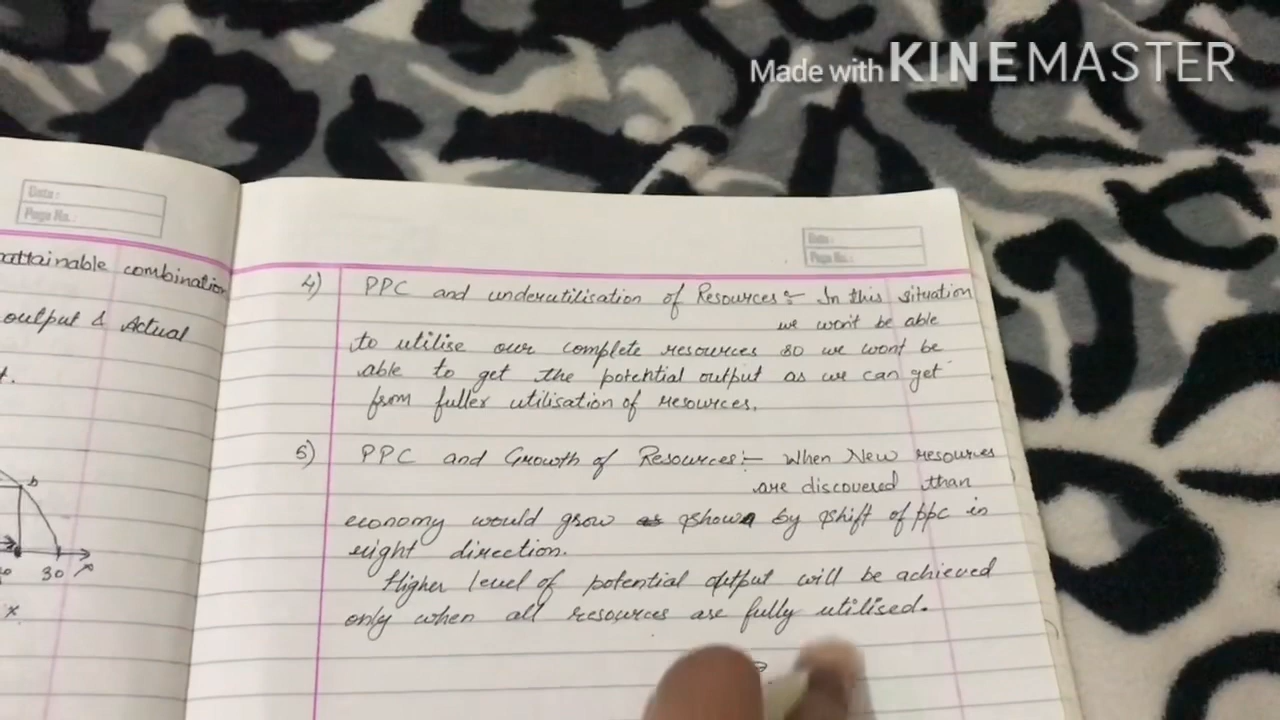 Made with KINEMASTER
Date :
Page No. :
attainable combination
output & Actual
t.
b
30
x
x.
Date :
Page No. :
4) PPC and underutilisation of Resources :- In this situation
we won't be able
to utilise our complete resources so we wont be
able to get the potential output as we can get
from fuller utilisation of resources.
5) PPC and Growth of Resources :- When New resources
are discovered than
economy would grow shown by shift of ppc in
right direction.
Higher level of potential output will be achieved
only when all resources are fully utilised.